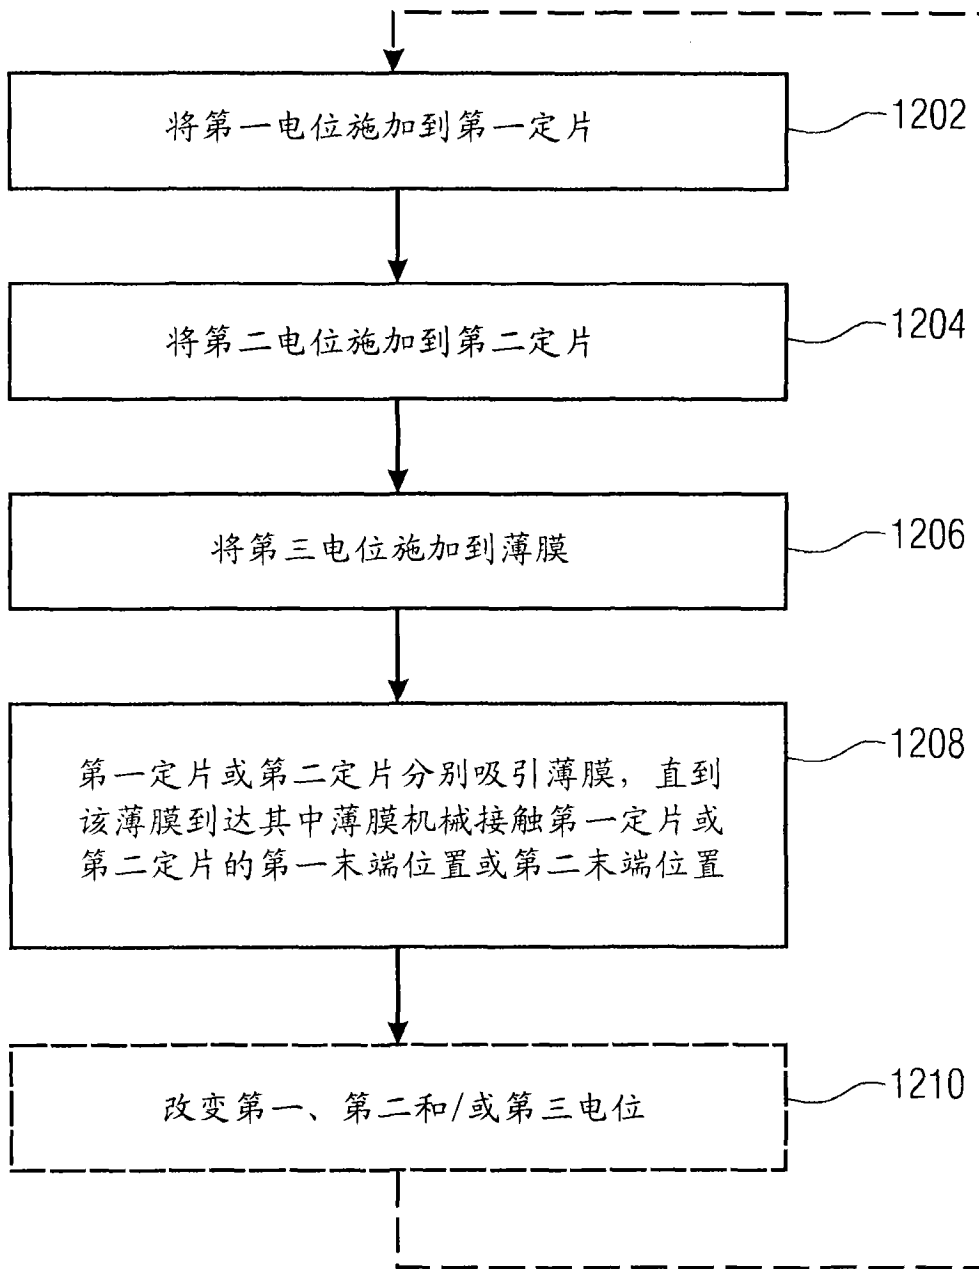 将第一电位施加到第一定片
1202
将第二电位施加到第二定片
1204
将第三电位施加到薄膜
1206
第一定片或第二定片分别吸引薄膜，直到
该薄膜到达其中薄膜机械接触第一定片或
第二定片的第一末端位置或第二末端位置
1208
改变第一、第二和/或第三电位
1210